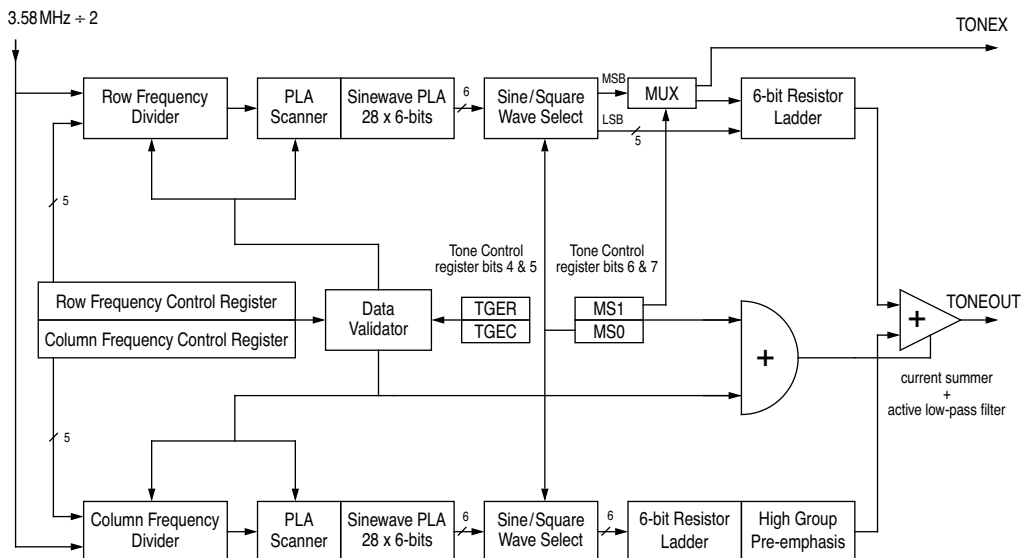 3.58 MHz ÷ 2
TONEX
Row Frequency
Divider
PLA
Scanner
Sinewave PLA
28 x 6-bits
6
Sine/Square
Wave Select
MSB
LSB
5
MUX
6-bit Resistor
Ladder
5
Tone Control
register bits 4 & 5
Tone Control
register bits 6 & 7
Row Frequency Control Register
Column Frequency Control Register
Data
Validator
TGER
TGEC
MS1
MS0
+
+
TONEOUT
current summer
+
active low-pass filter
5
Column Frequency
Divider
PLA
Scanner
Sinewave PLA
28 x 6-bits
6
Sine/Square
Wave Select
6
6-bit Resistor
Ladder
High Group
Pre-emphasis